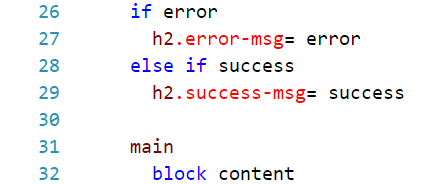 26 if error
27 h2.error-msg= error
28 else if success
29 h2.success-msg= success
30
31 main
32 block content